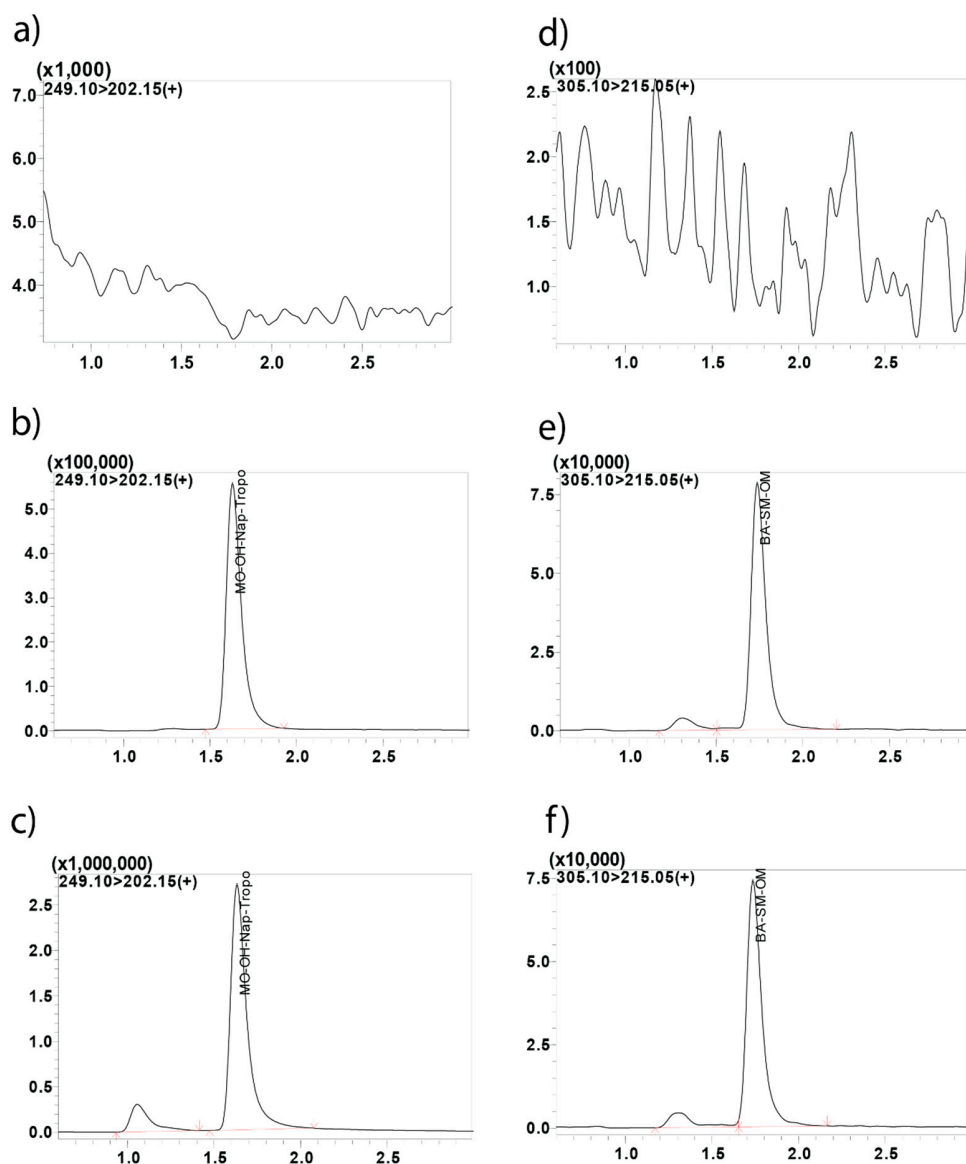 a)
(x1,000)
249.10>202.15(+)
7.0
6.0
5.0
4.0
1.0 1.5 2.0 2.5
d)
(x100)
305.10>215.05(+)
2.5
2.0
1.5
1.0
1.0 1.5 2.0 2.5
b)
(x100,000)
249.10>202.15(+)
5.0
4.0
3.0
2.0
1.0
0.0
MO-OH-Nap-Tropo
1.0 1.5 2.0 2.5
e)
(x10,000)
305.10>215.05(+)
7.5
5.0
2.5
0.0
BA-SM-OM
1.0 1.5 2.0 2.5
c)
(x1,000,000)
249.10>202.15(+)
2.5
2.0
1.5
1.0
0.5
0.0
MO-OH-Nap-Tropo
1.0 1.5 2.0 2.5
f)
(x10,000)
305.10>215.05(+)
7.5
5.0
2.5
0.0
BA-SM-OM
1.0 1.5 2.0 2.5